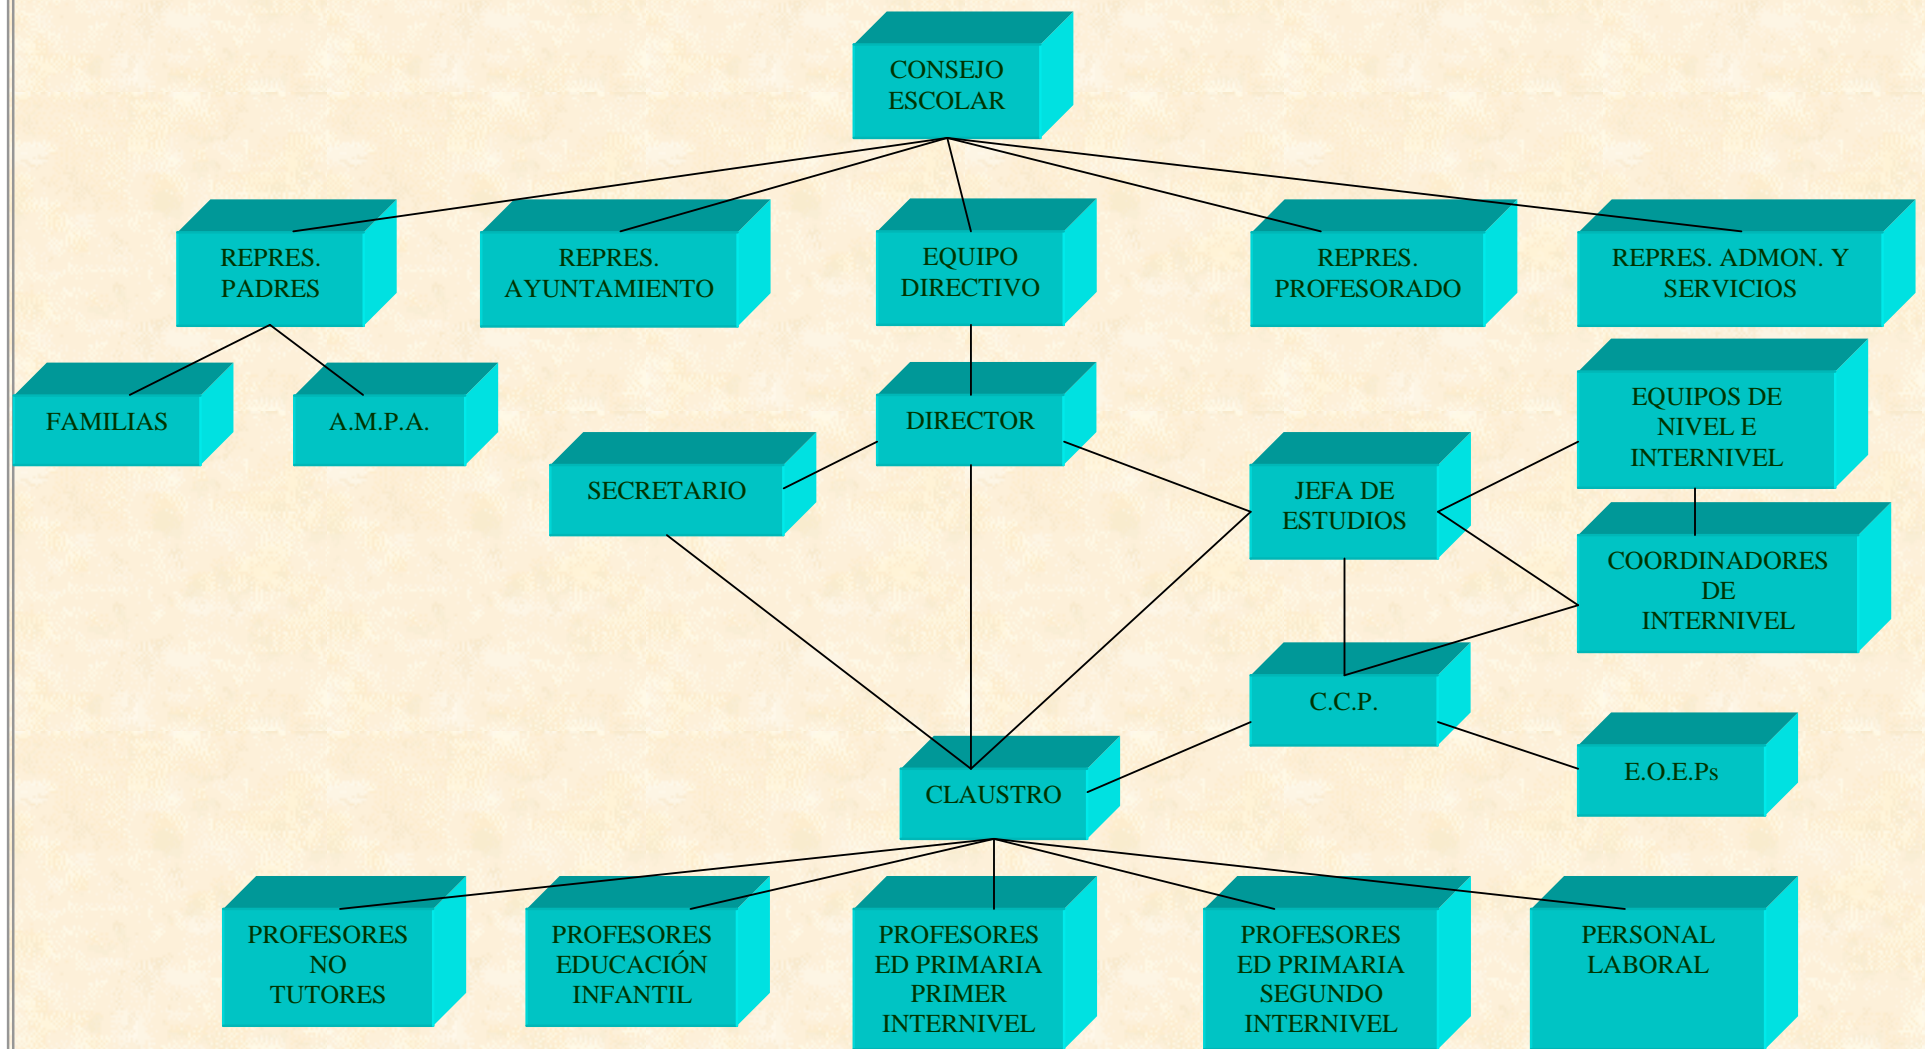 CONSEJO
ESCOLAR
REPRES.
PADRES
REPRES.
AYUNTAMIENTO
EQUIPO
DIRECTIVO
REPRES.
PROFESORADO
REPRES. ADMON. Y
SERVICIOS
FAMILIAS
A.M.P.A.
DIRECTOR
EQUIPOS DE
NIVEL E
INTERNIVEL
SECRETARIO
JEFA DE
ESTUDIOS
COORDINADORES
DE
INTERNIVEL
C.C.P.
E.O.E.Ps
CLAUSTRO
PROFESORES
NO
TUTORES
PROFESORES
EDUCACIÓN
INFANTIL
PROFESORES
ED PRIMARIA
PRIMER
INTERNIVEL
PROFESORES
ED PRIMARIA
SEGUNDO
INTERNIVEL
PERSONAL
LABORAL